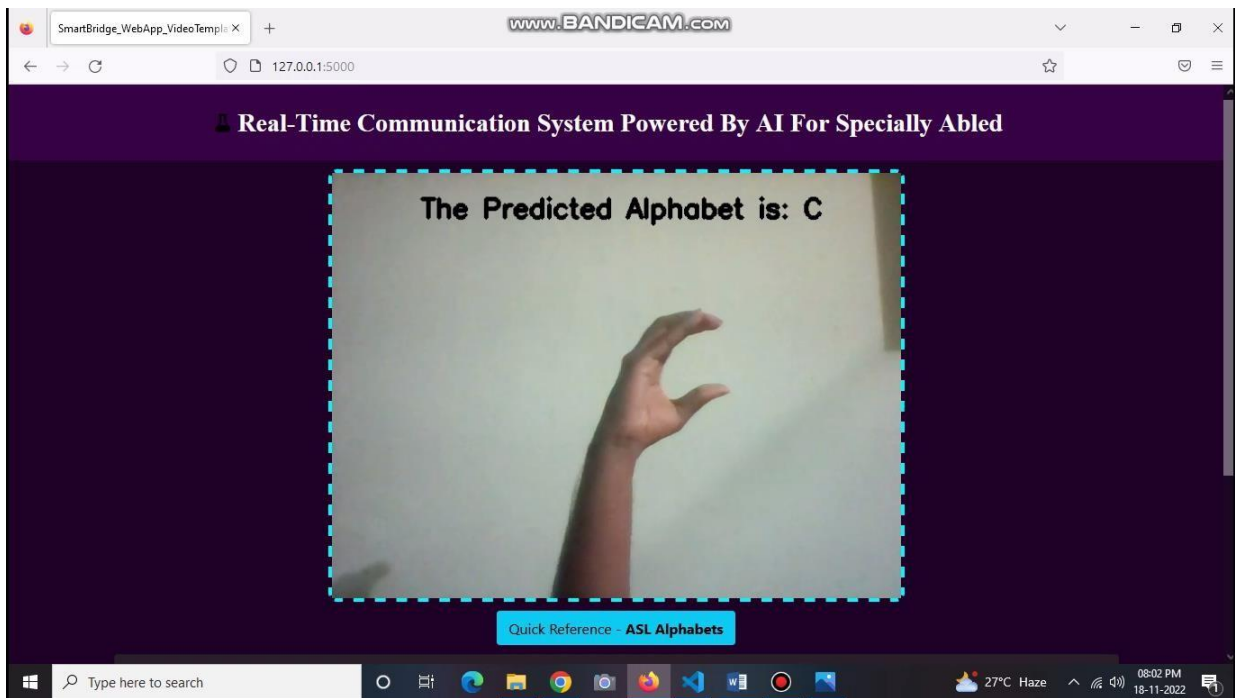 www.BANDICAM.com
SmartBridge_WebApp_VideoTempla
127.0.0.1:5000
Real-Time Communication System Powered By AI For Specially Abled
The Predicted Alphabet is: C
Quick Reference - ASL Alphabets
Type here to search
27°C Haze
08:02 PM
18-11-2022